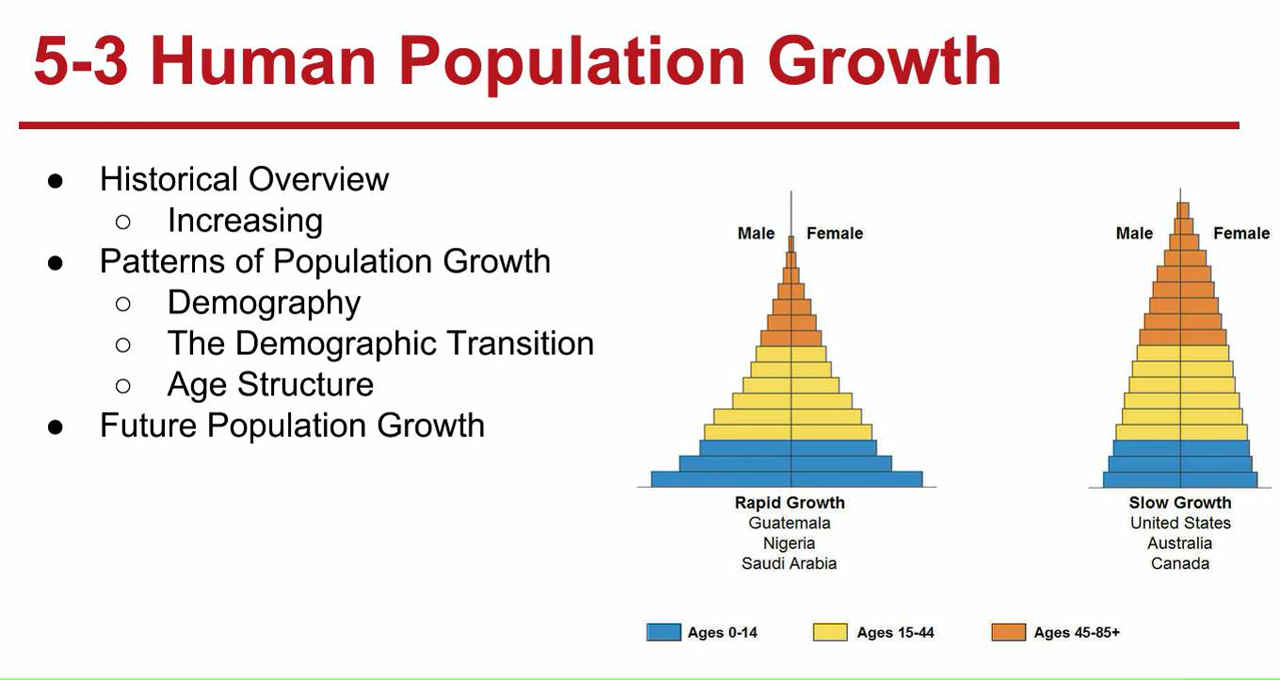 5-3 Human Population Growth
● Historical Overview
○ Increasing
● Patterns of Population Growth
○ Demography
○ The Demographic Transition
○ Age Structure
● Future Population Growth
Male Female
Rapid Growth
Guatemala
Nigeria
Saudi Arabia
Male Female
Slow Growth
United States
Australia
Canada
Ages 0-14 Ages 15-44 Ages 45-85+